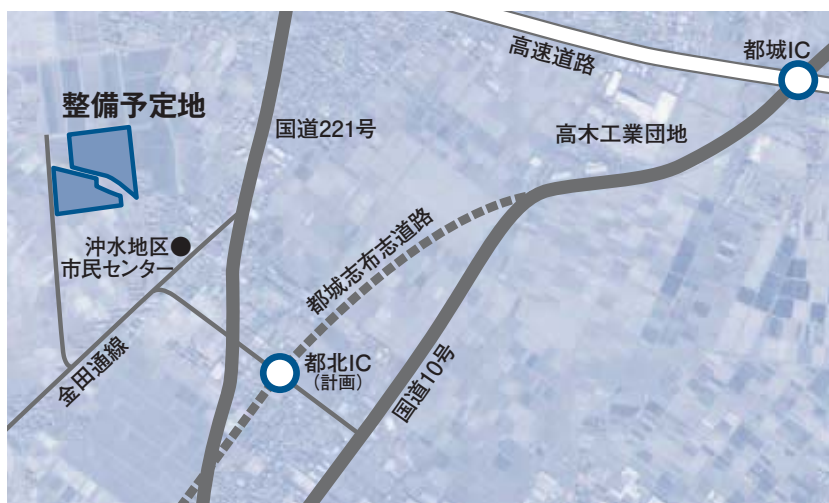 高速道路
都城IC
整備予定地
国道221号
高木工業団地
沖水地区
市民センター
都城志布志道路
金田通線
都北IC
(計画)
国道10号